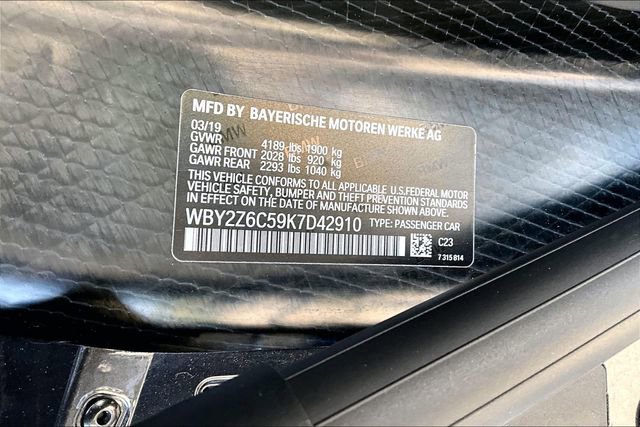 MFD BY BAYERISCHE MOTOREN WERKE AG
03/19
GVWR 4189 lbs 1900 kg
GAWR FRONT 2028 lbs 920 kg
GAWR REAR 2293 lbs 1040 kg
THIS VEHICLE CONFORMS TO ALL APPLICABLE U.S.FEDERAL MOTOR
VEHICLE SAFETY, BUMPER AND THEFT PREVENTION STANDARDS
IN EFFECT ON THE DATE OF MANUFACTURE SHOWN ABOVE.
WBY2Z6C59K7D42910 TYPE: PASSENGER CAR
C23
7 315 814